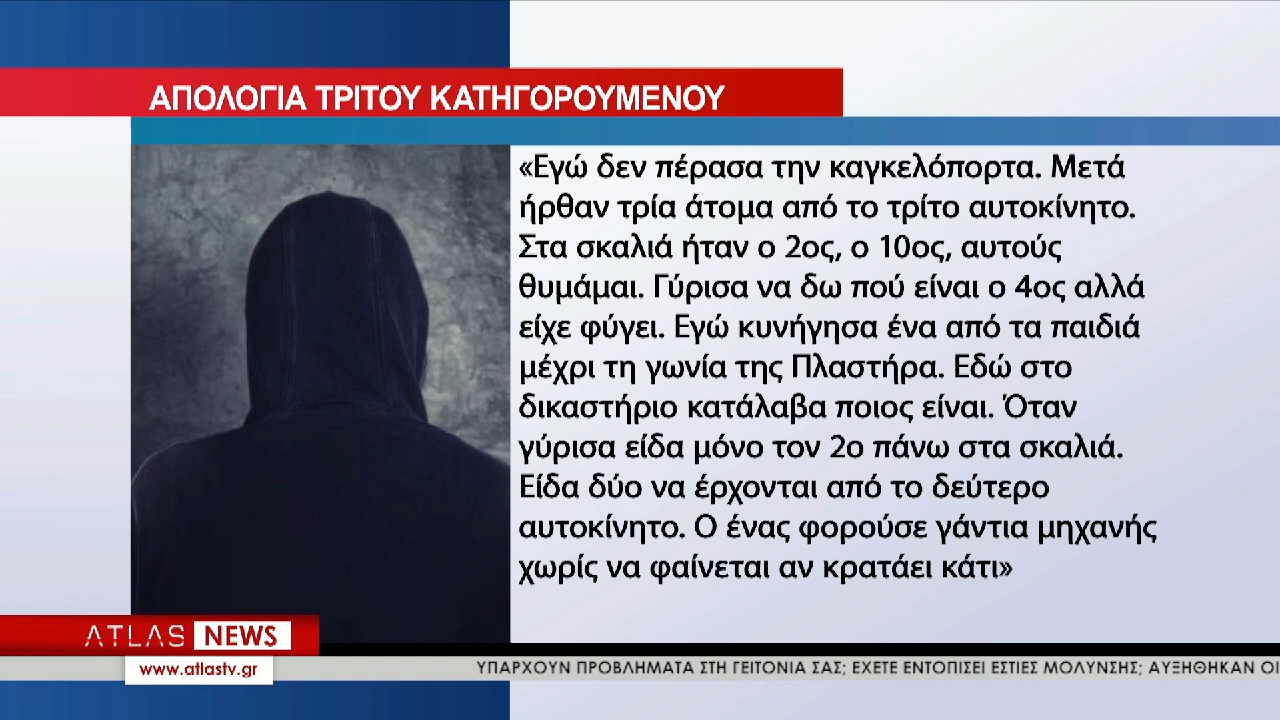 ΑΠΟΛΟΓΙΑ ΤΡΙΤΟΥ ΚΑΤΗΓΟΡΟΥΜΕΝΟΥ
«Εγώ δεν πέρασα την καγκελόπορτα. Μετά
ήρθαν τρία άτομα από το τρίτο αυτοκίνητο.
Στα σκαλιά ήταν ο 2ος, ο 10ος, αυτούς
θυμάμαι. Γύρισα να δω πού είναι ο 4ος αλλά
είχε φύγει. Εγώ κυνήγησα ένα από τα παιδιά
μέχρι τη γωνία της Πλαστήρα. Εδώ στο
δικαστήριο κατάλαβα ποιος είναι. Όταν
γύρισα είδα μόνο τον 2ο πάνω στα σκαλιά.
Είδα δύο να έρχονται από το δεύτερο
αυτοκίνητο. Ο ένας φορούσε γάντια μηχανής
χωρίς να φαίνεται αν κρατάει κάτι»
ATLAS NEWS
www.atlastv.gr
ΥΠΑΡΧΟΥΝ ΠΡΟΒΛΗΜΑΤΑ ΣΤΗ ΓΕΙΤΟΝΙΑ ΣΑΣ; ΕΧΕΤΕ ΕΝΤΟΠΙΣΕΙ ΕΣΤΙΕΣ ΜΟΛΥΝΣΗΣ; ΑΥΞΗΘΗΚΑΝ ΟΙ